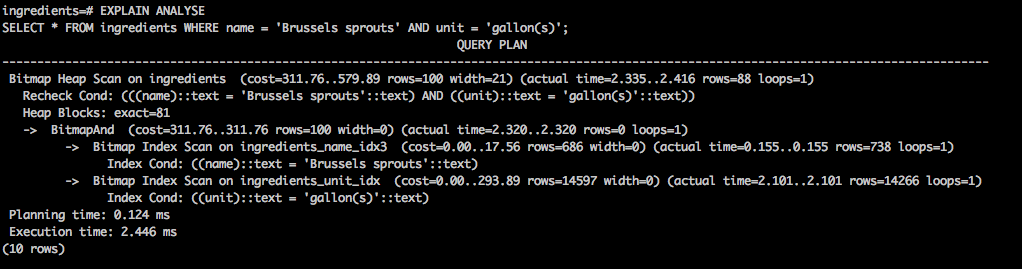 ingredients=# EXPLAIN ANALYSE
SELECT * FROM ingredients WHERE name = 'Brussels sprouts' AND unit = 'gallon(s)';
QUERY PLAN
---------------------------------------------------------------------------------------------------------------------------------------------------
Bitmap Heap Scan on ingredients  (cost=311.76..579.89 rows=100 width=21) (actual time=2.335..2.416 rows=88 loops=1)
Recheck Cond: (((name)::text = 'Brussels sprouts'::text) AND ((unit)::text = 'gallon(s)'::text))
Heap Blocks: exact=81
->  BitmapAnd  (cost=311.76..311.76 rows=100 width=0) (actual time=2.320..2.320 rows=0 loops=1)
->  Bitmap Index Scan on ingredients_name_idx3  (cost=0.00..17.56 rows=686 width=0) (actual time=0.155..0.155 rows=738 loops=1)
Index Cond: ((name)::text = 'Brussels sprouts'::text)
->  Bitmap Index Scan on ingredients_unit_idx  (cost=0.00..293.89 rows=14597 width=0) (actual time=2.101..2.101 rows=14266 loops=1)
Index Cond: ((unit)::text = 'gallon(s)'::text)
Planning time: 0.124 ms
Execution time: 2.446 ms
(10 rows)